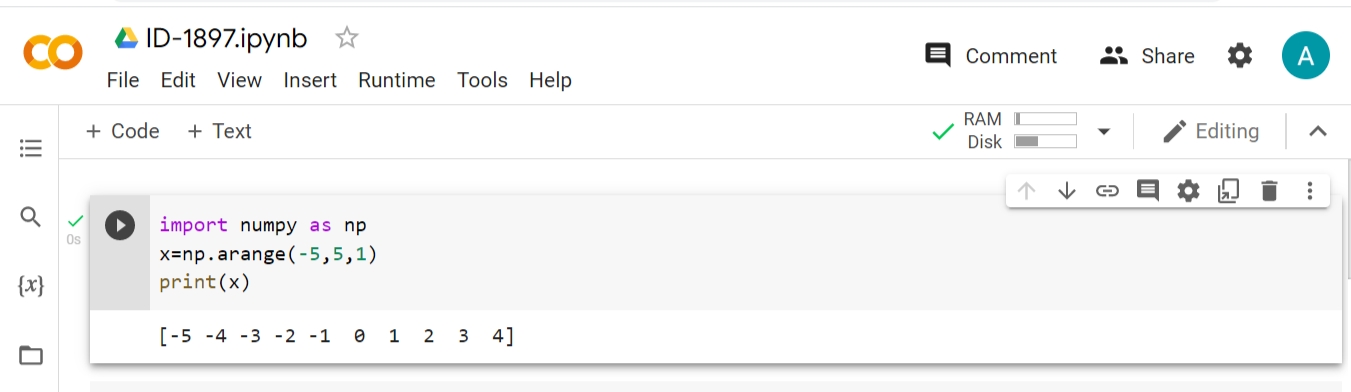 ID-1897.ipynb
File Edit View Insert Runtime Tools Help
Comment Share A
+ Code + Text
RAM
Disk
Editing
0s
import numpy as np
x=np.arange(-5,5,1)
print(x)
{x}
[-5 -4 -3 -2 -1  0  1  2  3  4]